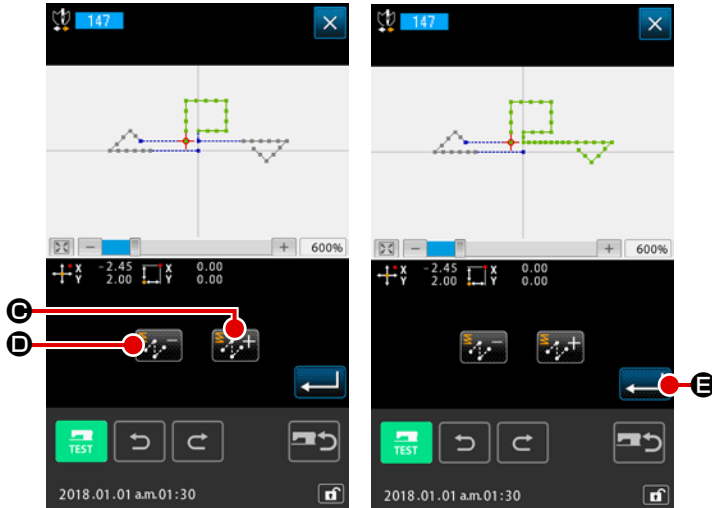 147
147
600%
600%
X -2.45 X 0.00
Y 2.00 Y 0.00
X -2.45 X 0.00
Y 2.00 Y 0.00
C
D
M
M
M
M
E
TEST
TEST
2018.01.01 a.m.01:30
2018.01.01 a.m.01:30